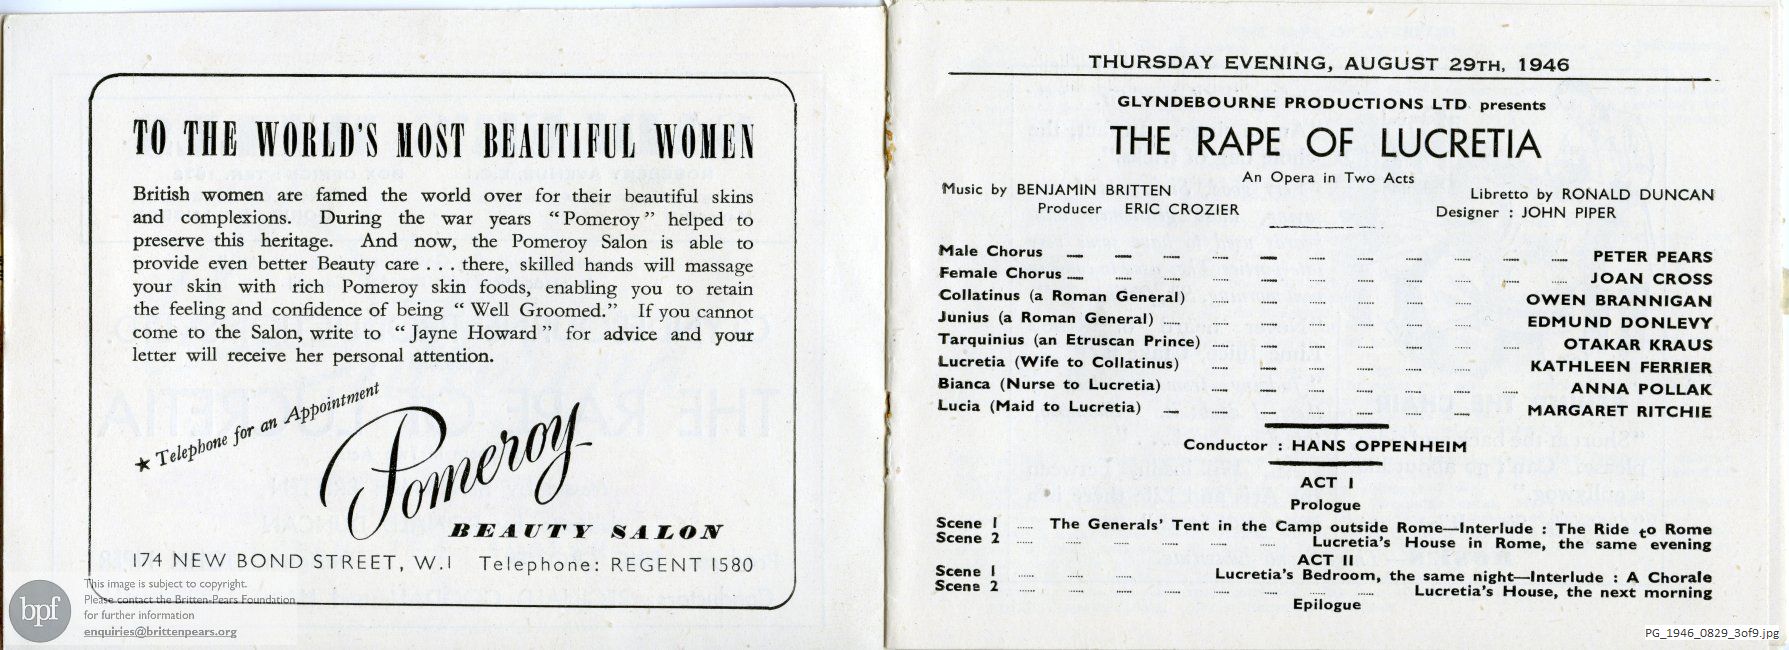 TO THE WORLD'S MOST BEAUTIFUL WOMEN
British women are famed the world over for their beautiful skins
and complexions. During the war years "Pomeroy" helped to
preserve this heritage. And now, the Pomeroy Salon is able to
provide even better Beauty care . . . there, skilled hands will massage
your skin with rich Pomeroy skin foods, enabling you to retain
the feeling and confidence of being "Well Groomed." If you cannot
come to the Salon, write to "Jayne Howard" for advice and your
letter will receive her personal attention.
★ Telephone for an Appointment
Pomeroy
BEAUTY SALON
174 NEW BOND STREET, W.1 Telephone: REGENT 1580
bpf
This image is subject to copyright.
Please contact the Britten-Pears Foundation
for further information
enquiries@brittenpears.org
THURSDAY EVENING, AUGUST 29TH, 1946
GLYNDEBOURNE PRODUCTIONS LTD presents
THE RAPE OF LUCRETIA
An Opera in Two Acts
Music by BENJAMIN BRITTEN Libretto by RONALD DUNCAN
Producer ERIC CROZIER Designer : JOHN PIPER
Male Chorus PETER PEARS
Female Chorus JOAN CROSS
Collatinus (a Roman General) OWEN BRANNIGAN
Junius (a Roman General) EDMUND DONLEVY
Tarquinius (an Etruscan Prince) OTAKAR KRAUS
Lucretia (Wife to Collatinus) KATHLEEN FERRIER
Bianca (Nurse to Lucretia) ANNA POLLAK
Lucia (Maid to Lucretia) MARGARET RITCHIE
Conductor : HANS OPPENHEIM
ACT I
Prologue
Scene 1 The Generals' Tent in the Camp outside Rome—Interlude : The Ride to Rome
Scene 2 Lucretia's House in Rome, the same evening
ACT II
Scene 1 Lucretia's Bedroom, the same night—Interlude : A Chorale
Scene 2 Lucretia's House, the next morning
Epilogue
PG_1946_0829_3of9.jpg